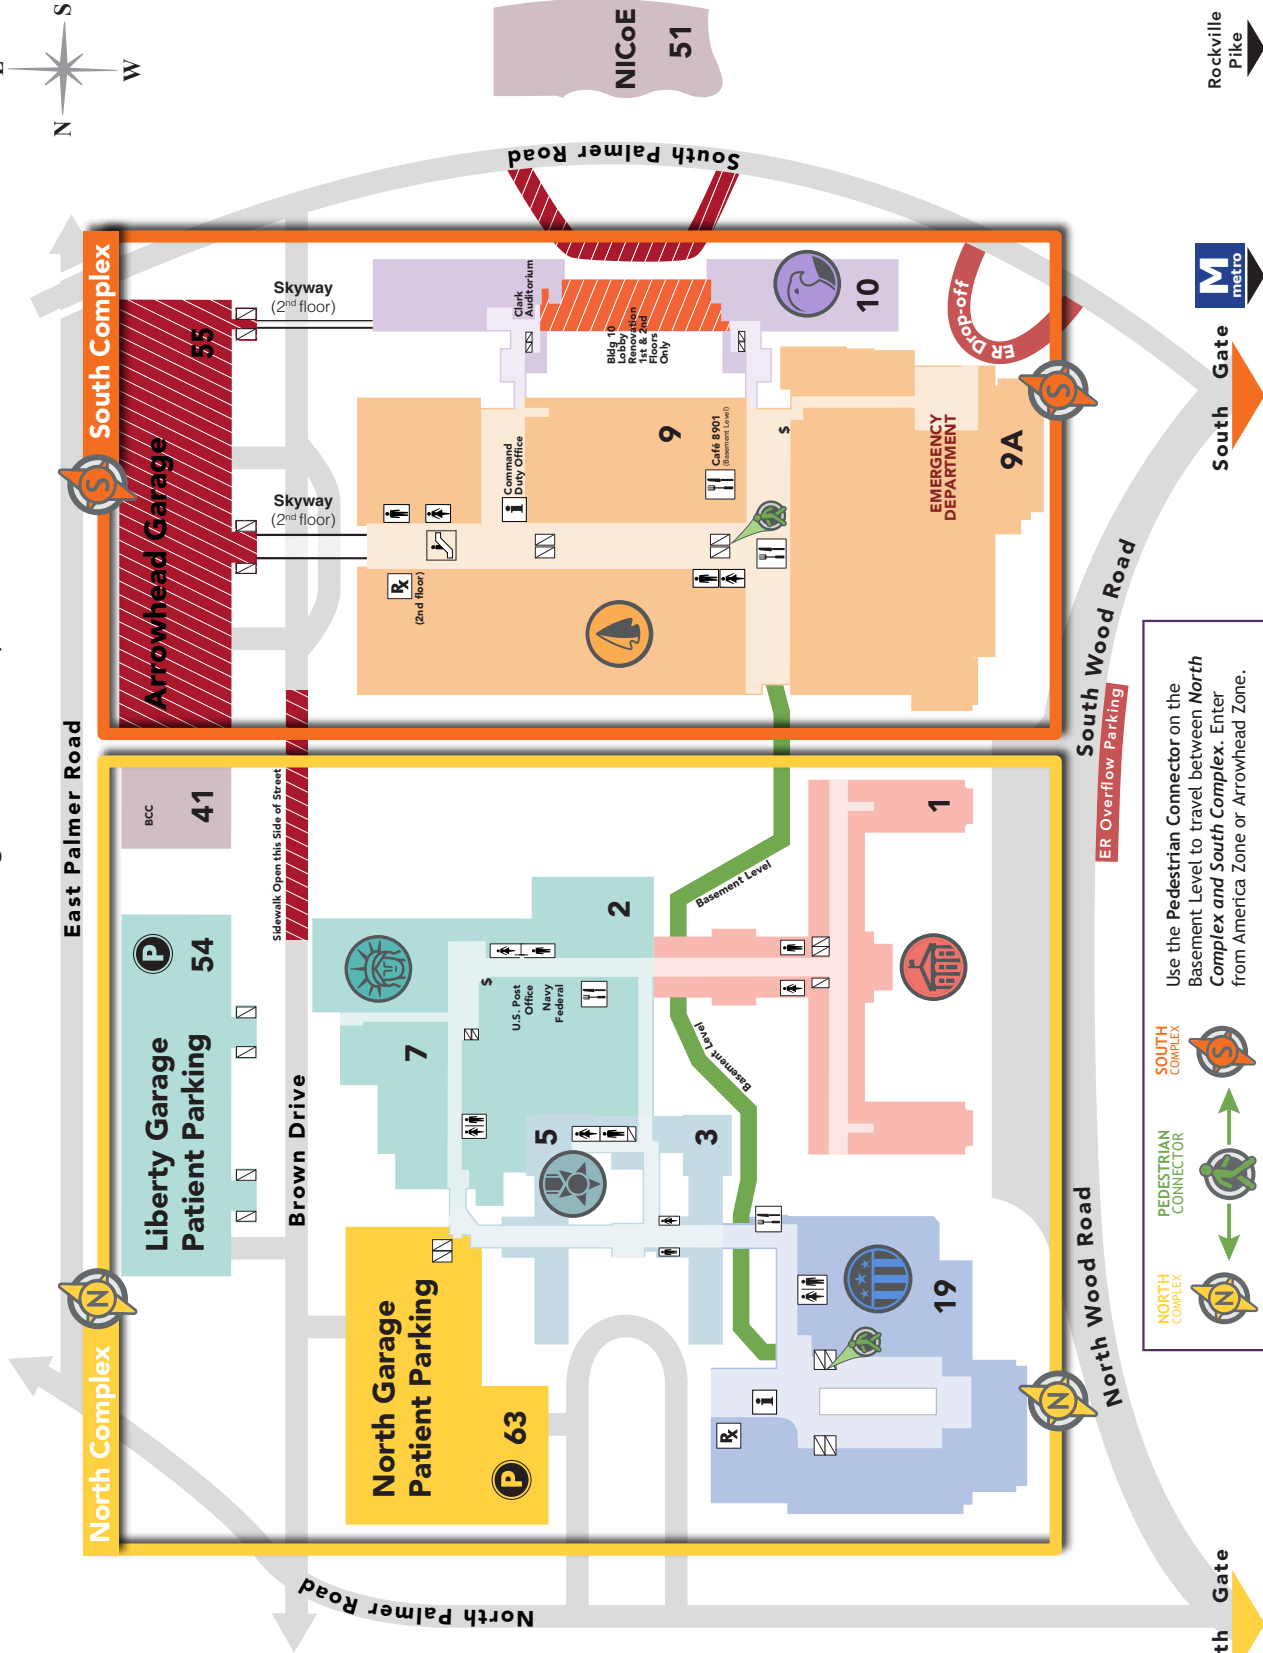 S
E
W
N
NICoE
51
Rockville
Pike
South Palmer Road
South Complex
East Palmer Road
55
Arrowhead Garage
S
Skyway
(2nd floor)
Skyway
(2nd floor)
Clark
Auditorium
Bldg 10
Lobby
Renovation
1st & 2nd
Floors
Only
10
ER Drop-off
M
metro
South Gate
S
9
Command
Duty Office
i
Café 8901
(Basement Level)
$
EMERGENCY
DEPARTMENT
9A
Rx
(2nd floor)
South Wood Road
ER Overflow Parking
BCC
41
Sidewalk Open this Side of Street
P
54
Liberty Garage
Patient Parking
Brown Drive
2
7
$
U.S. Post
Office
Navy
Federal
5
3
Basement Level
Basement Level
1
North Complex
N
North Garage
Patient Parking
P
63
19
i
Rx
N
North Wood Road
North Palmer Road
th Gate
Use the Pedestrian Connector on the
Basement Level to travel between North
Complex and South Complex. Enter
from America Zone or Arrowhead Zone.
NORTH
COMPLEX
N
PEDESTRIAN
CONNECTOR
SOUTH
COMPLEX
S